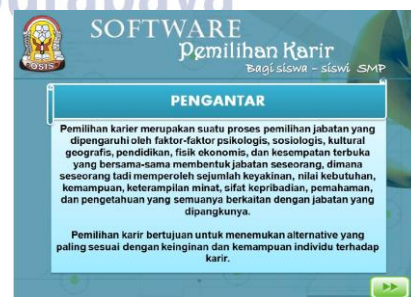 SOFTWARE
Pemilihan Karir
Bagi siswa - siswi SMP
OSIS
PENGANTAR
Pemilihan karier merupakan suatu proses pemilihan jabatan yang
dipengaruhi oleh faktor-faktor psikologis, sosiologis, kultural
geografis, pendidikan, fisik ekonomis, dan kesempatan terbuka
yang bersama-sama membentuk jabatan seseorang, dimana
seseorang tadi memperoleh sejumlah keyakinan, nilai kebutuhan,
kemampuan, keterampilan minat, sifat kepribadian, pemahaman,
dan pengetahuan yang semuanya berkaitan dengan jabatan yang
dipangkunya.
Pemilihan karir bertujuan untuk menemukan alternative yang
paling sesuai dengan keinginan dan kemampuan individu terhadap
karir.